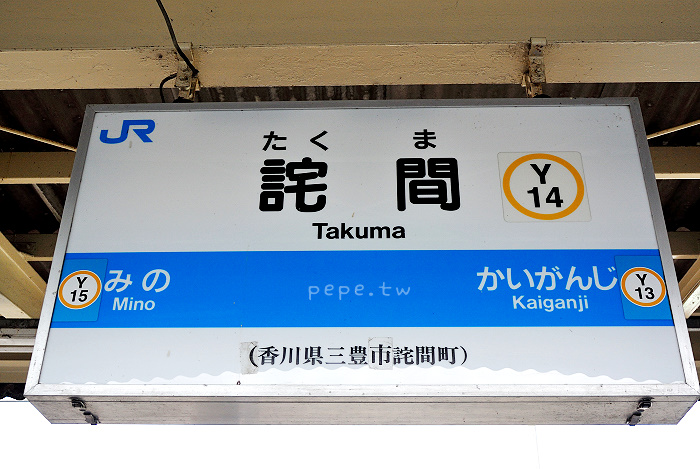 JR
たくま
詫間
Y
14
Takuma
Y
15
みの
Mino
pepe.tw
かいがんじ
Kaiganji
Y
13
(香川県三豊市詫間町)